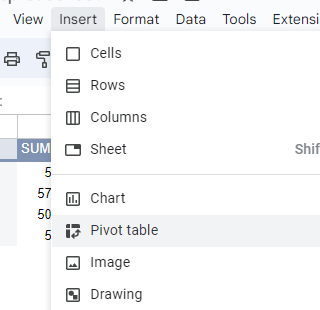 View Insert Format Data Tools Extensi
Cells
Rows
Columns
Sheet Shif
SUM
5
57
50
5
Chart
Pivot table
Image
Drawing